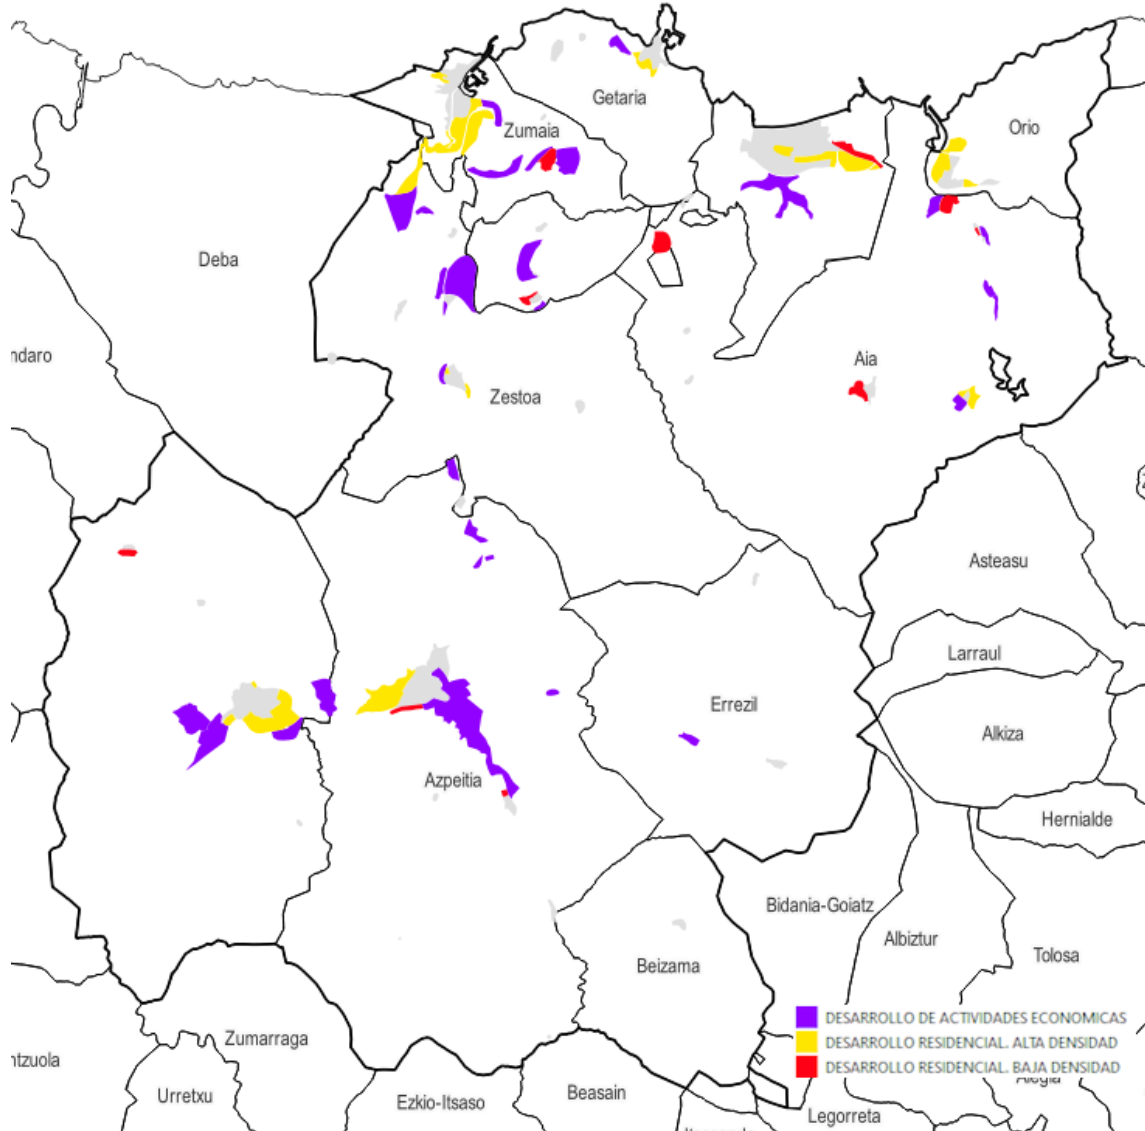 Getaria
Orio
Zumaia
Deba
ndaro
Aia
Zestoa
Asteasu
Larraul
Errezil
Alkiza
Azpeitia
Hernialde
Bidania-Goiatz
Albiztur
Tolosa
Beizama
DESARROLLO DE ACTIVIDADES ECONOMICAS
DESARROLLO RESIDENCIAL. ALTA DENSIDAD
DESARROLLO RESIDENCIAL. BAJA DENSIDAD
Zumarraga
ntzuola
Alegia
Urretxu
Beasain
Ezkio-Itsaso
Legorreta